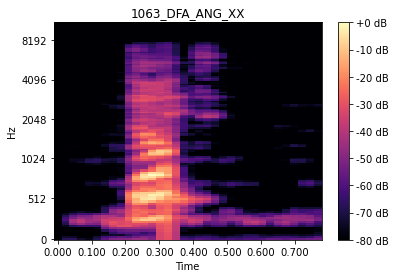 1063_DFA_ANG_XX
8192
4096
2048
1024
512
0
Hz
0.000 0.100 0.200 0.300 0.400 0.500 0.600 0.700
Time
+0 dB
-10 dB
-20 dB
-30 dB
-40 dB
-50 dB
-60 dB
-70 dB
-80 dB